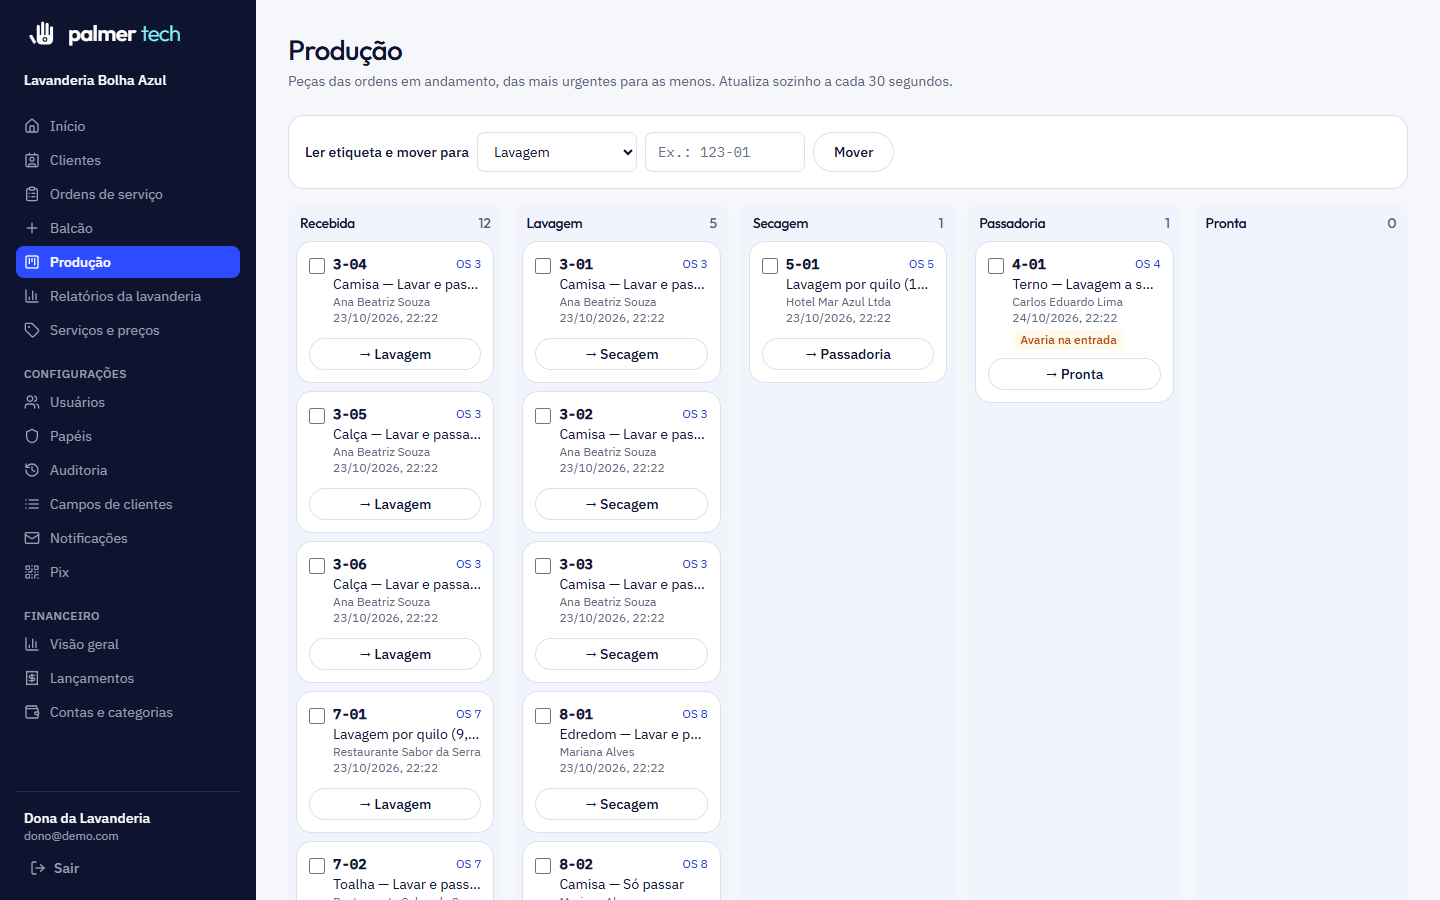 palmer tech
Lavanderia Bolha Azul
Início
Clientes
Ordens de serviço
Balcão
Produção
Relatórios da lavanderia
Serviços e preços
CONFIGURAÇÕES
Usuários
Papéis
Auditoria
Campos de clientes
Notificações
Pix
FINANCEIRO
Visão geral
Lançamentos
Contas e categorias
Dona da Lavanderia
dono@demo.com
Sair
Produção
Peças das ordens em andamento, das mais urgentes para as menos. Atualiza sozinho a cada 30 segundos.
Ler etiqueta e mover para
Lavagem
Ex.: 123-01
Mover
Recebida 12
3-04 OS 3
Camisa — Lavar e pas...
Ana Beatriz Souza
23/10/2026, 22:22
→ Lavagem
3-05 OS 3
Calça — Lavar e passa...
Ana Beatriz Souza
23/10/2026, 22:22
→ Lavagem
3-06 OS 3
Calça — Lavar e passa...
Ana Beatriz Souza
23/10/2026, 22:22
→ Lavagem
7-01 OS 7
Lavagem por quilo (9,...
Restaurante Sabor da Serra
23/10/2026, 22:22
→ Lavagem
7-02 OS 7
Toalha — Lavar e pass...
Lavagem 5
3-01 OS 3
Camisa — Lavar e pas...
Ana Beatriz Souza
23/10/2026, 22:22
→ Secagem
3-02 OS 3
Camisa — Lavar e pas...
Ana Beatriz Souza
23/10/2026, 22:22
→ Secagem
3-03 OS 3
Camisa — Lavar e pas...
Ana Beatriz Souza
23/10/2026, 22:22
→ Secagem
8-01 OS 8
Edredom — Lavar e p...
Mariana Alves
23/10/2026, 22:22
→ Secagem
8-02 OS 8
Camisa — Só passar
Secagem 1
5-01 OS 5
Lavagem por quilo (1...
Hotel Mar Azul Ltda
23/10/2026, 22:22
→ Passadoria
Passadoria 1
4-01 OS 4
Terno — Lavagem a s...
Carlos Eduardo Lima
24/10/2026, 22:22
Avaria na entrada
→ Pronta
Pronta 0